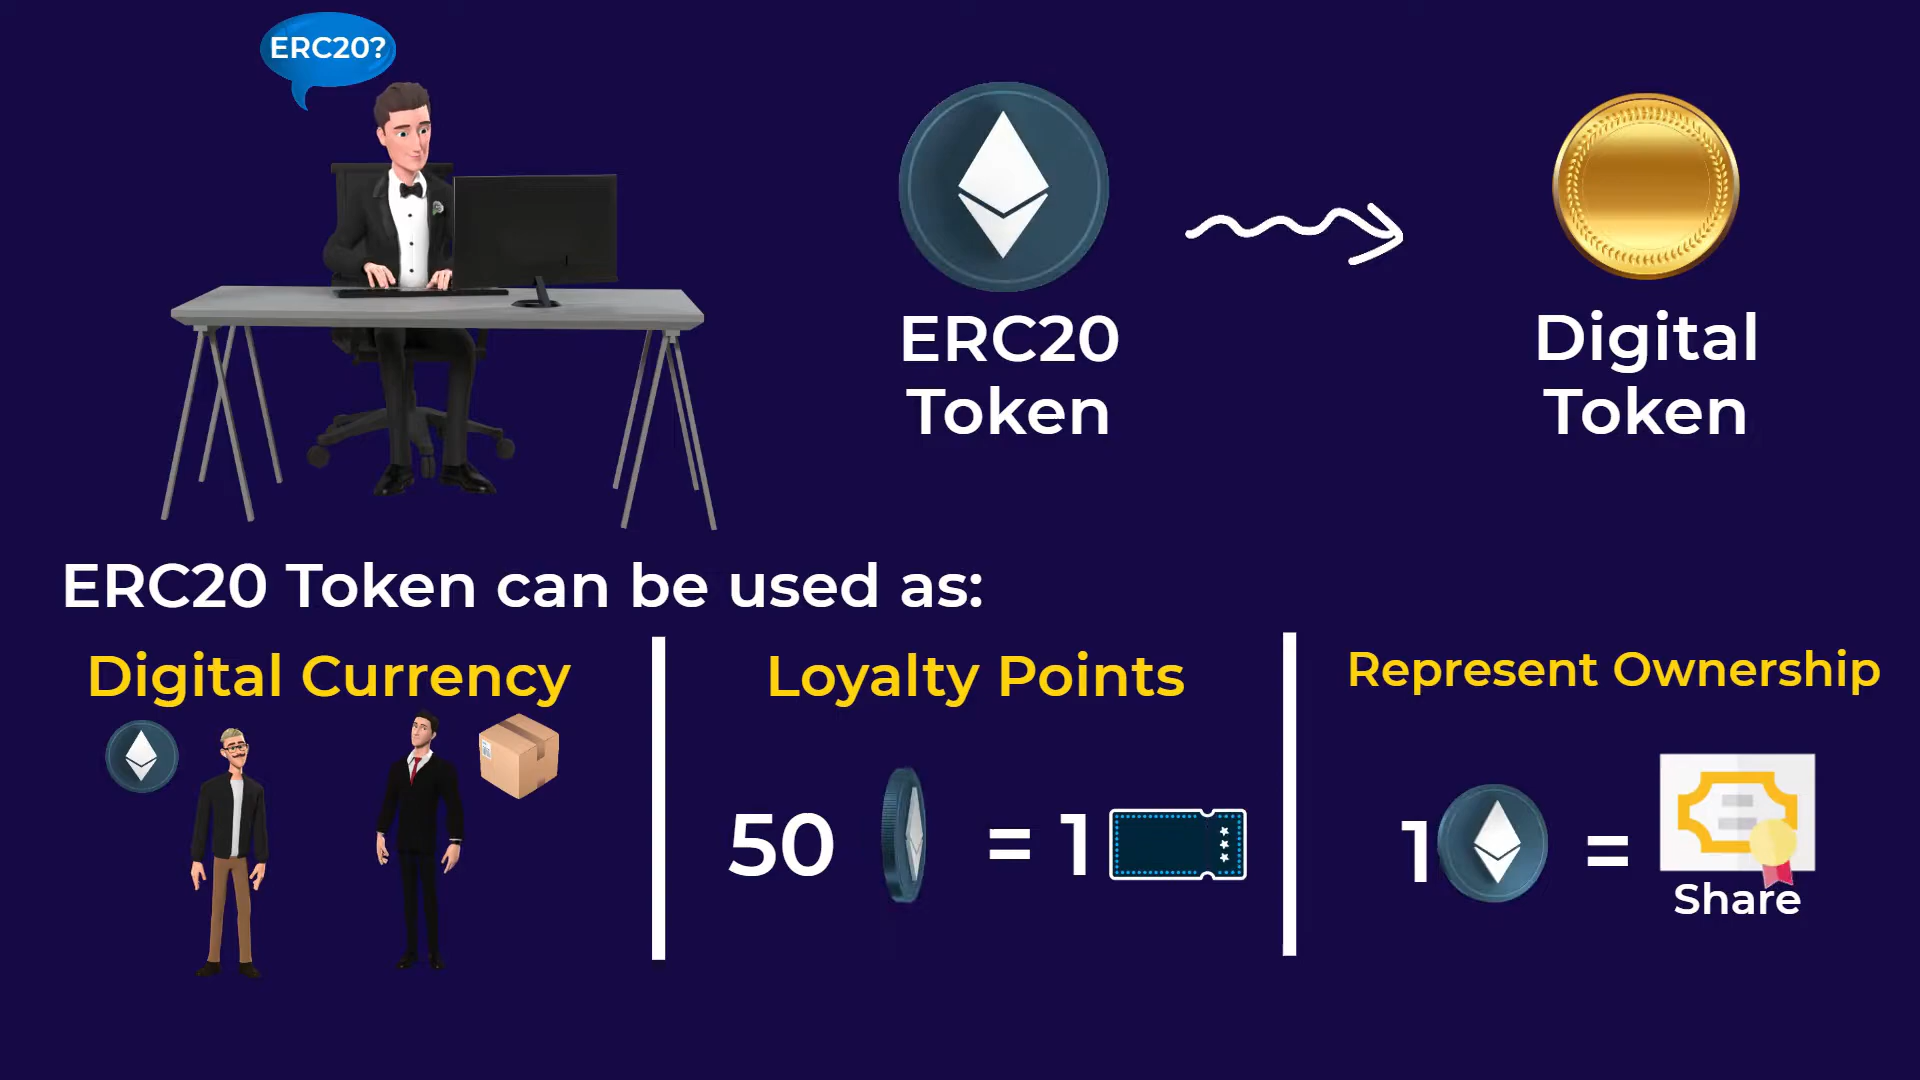 ERC20?
ERC20
Token
Digital
Token
ERC20 Token can be used as:
Digital Currency
Loyalty Points
Represent Ownership
50 = 1
1 =
Share